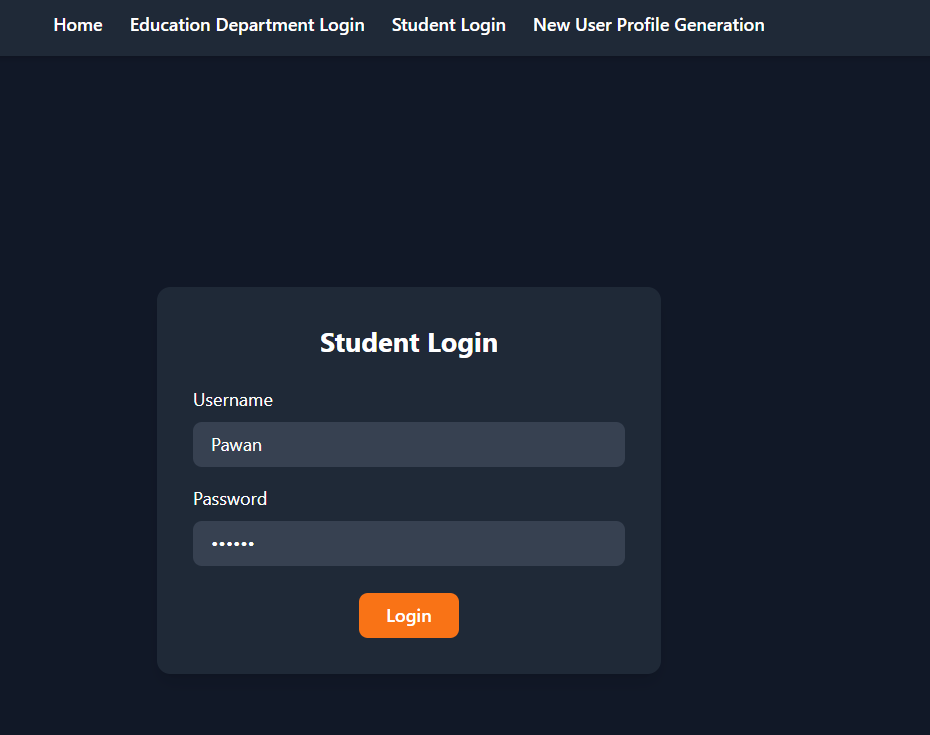 Home Education Department Login Student Login New User Profile Generation
Student Login
Username
Pawan
Password
••••••
Login